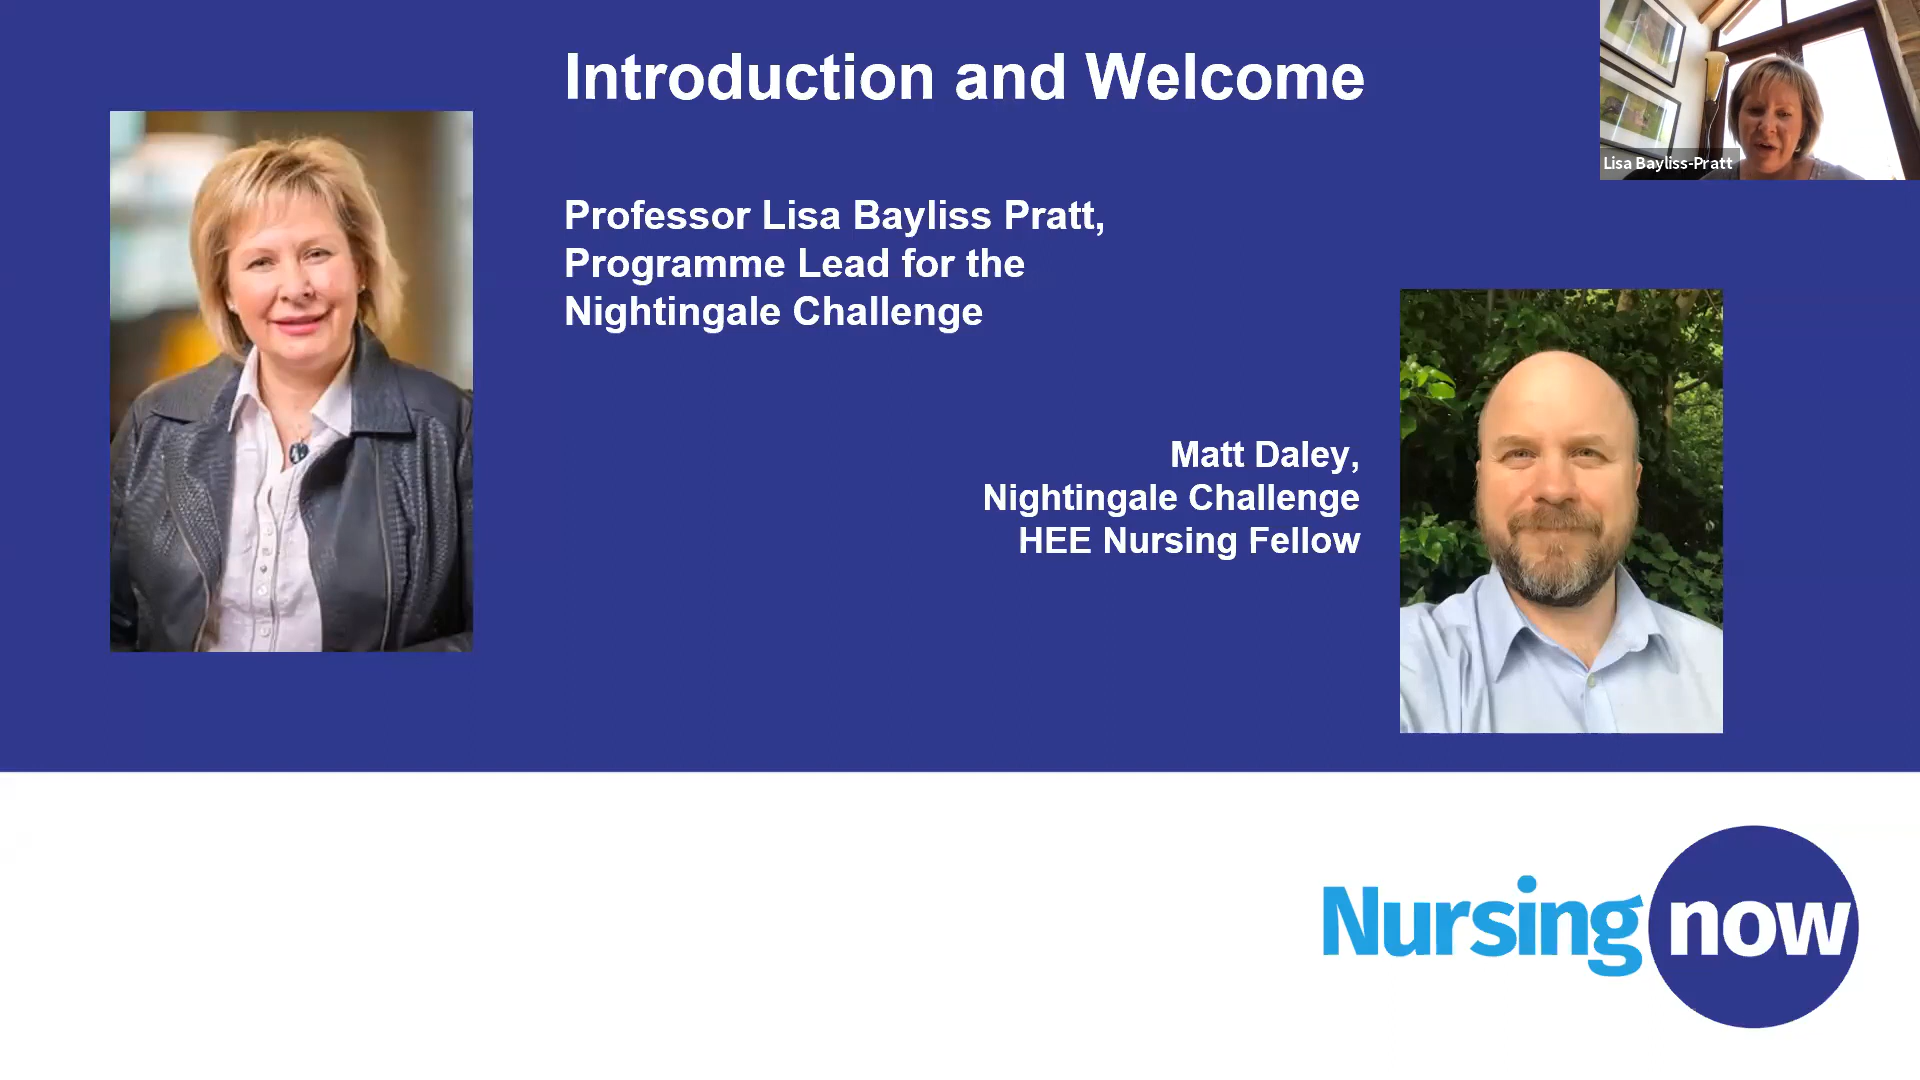 Introduction and Welcome
Lisa Bayliss-Pratt
Professor Lisa Bayliss Pratt,
Programme Lead for the
Nightingale Challenge
Matt Daley,
Nightingale Challenge
HEE Nursing Fellow
Nursing now